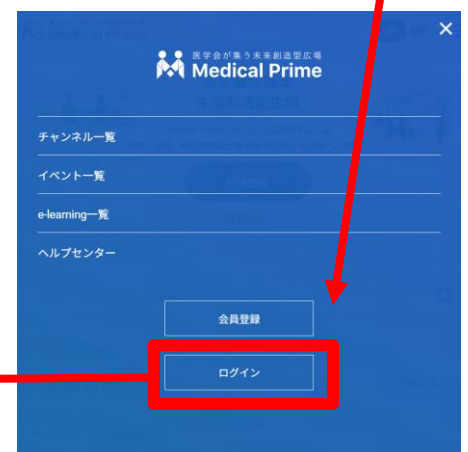 ×
医学会が集う未来創造型広場
Medical Prime
チャンネル一覧
イベント一覧
e-learning一覧
ヘルプセンター
会員登録
ログイン